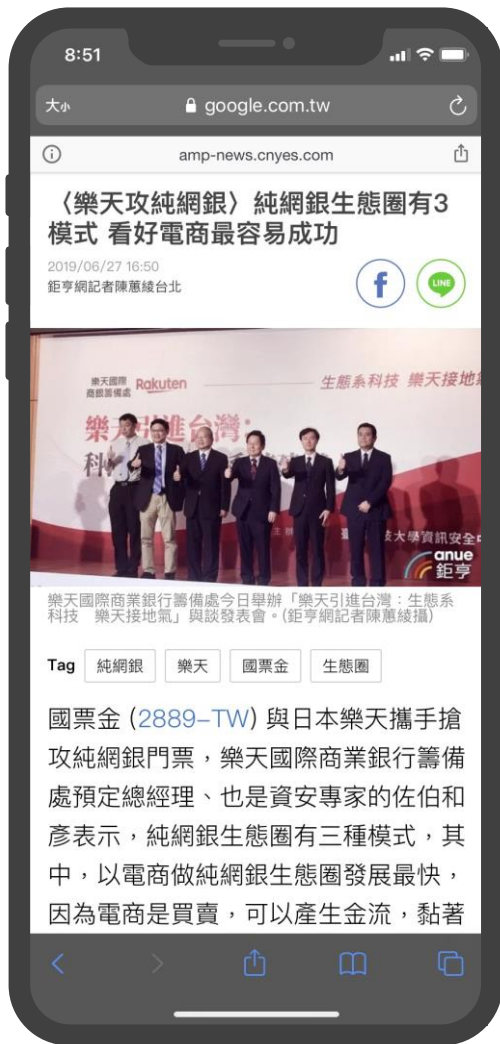 8:51
大小
google.com.tw
amp-news.cnyes.com
〈樂天攻純網銀〉純網銀生態圈有3
模式 看好電商最容易成功
2019/06/27 16:50
鉅亨網記者陳蕙綾台北
f
LINE
樂天國際
商銀籌備處
Rakuten
生態系科技 樂天接地
樂天引進台灣:
科
技大學資訊安全中
anue
鉅亨
樂天國際商業銀行籌備處今日舉辦「樂天引進台灣:生態系
科技 樂天接地氣」與談發表會。(鉅亨網記者陳蕙綾攝)
Tag 純網銀 樂天 國票金 生態圈
國票金 (2889-TW) 與日本樂天攜手搶
攻純網銀門票,樂天國際商業銀行籌備
處預定總經理、也是資安專家的佐伯和
彥表示,純網銀生態圈有三種模式,其
中,以電商做純網銀生態圈發展最快,
因為電商是買賣,可以產生金流,黏著